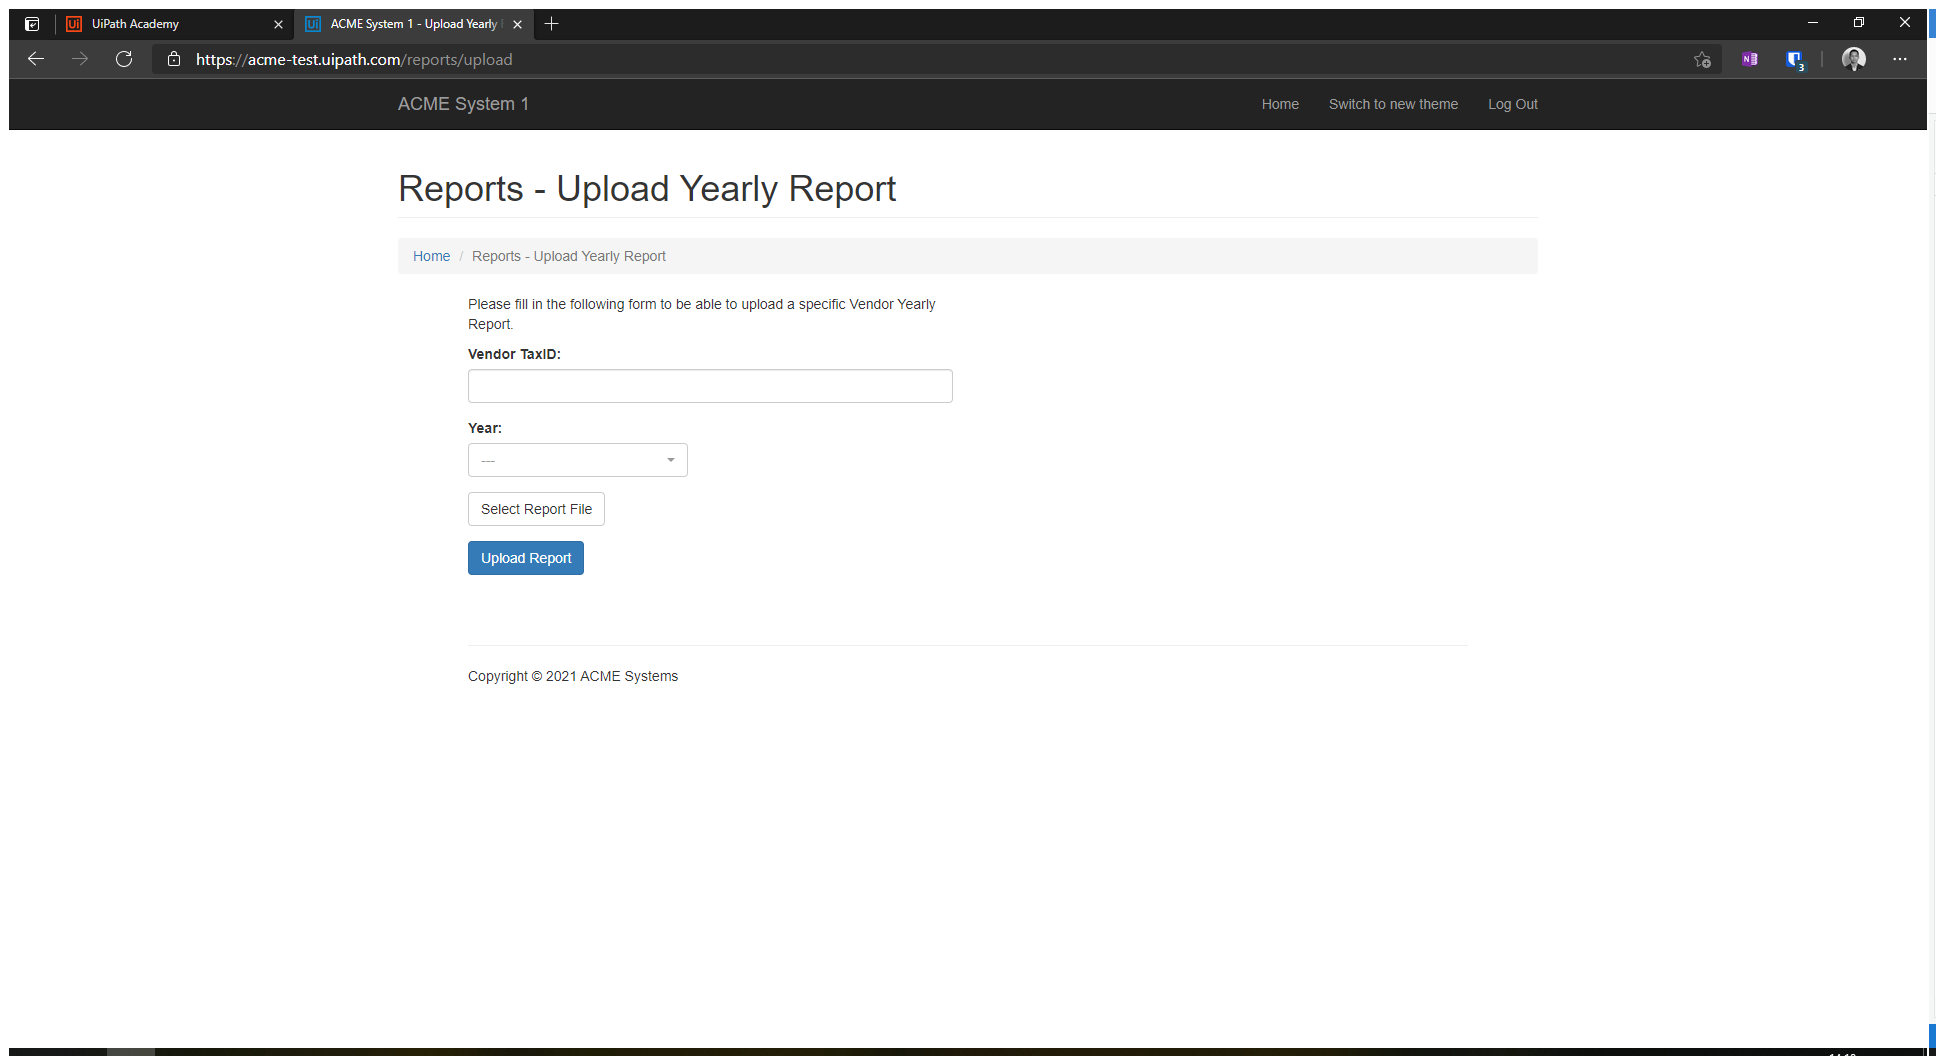 UiPath Academy
ACME System 1 - Upload Yearly
https://acme-test.uipath.com/reports/upload
3
ACME System 1
Home
Switch to new theme
Log Out
Reports - Upload Yearly Report
Home / Reports - Upload Yearly Report
Please fill in the following form to be able to upload a specific Vendor Yearly
Report.
Vendor TaxID:
Year:
---
Select Report File
Upload Report
Copyright © 2021 ACME Systems